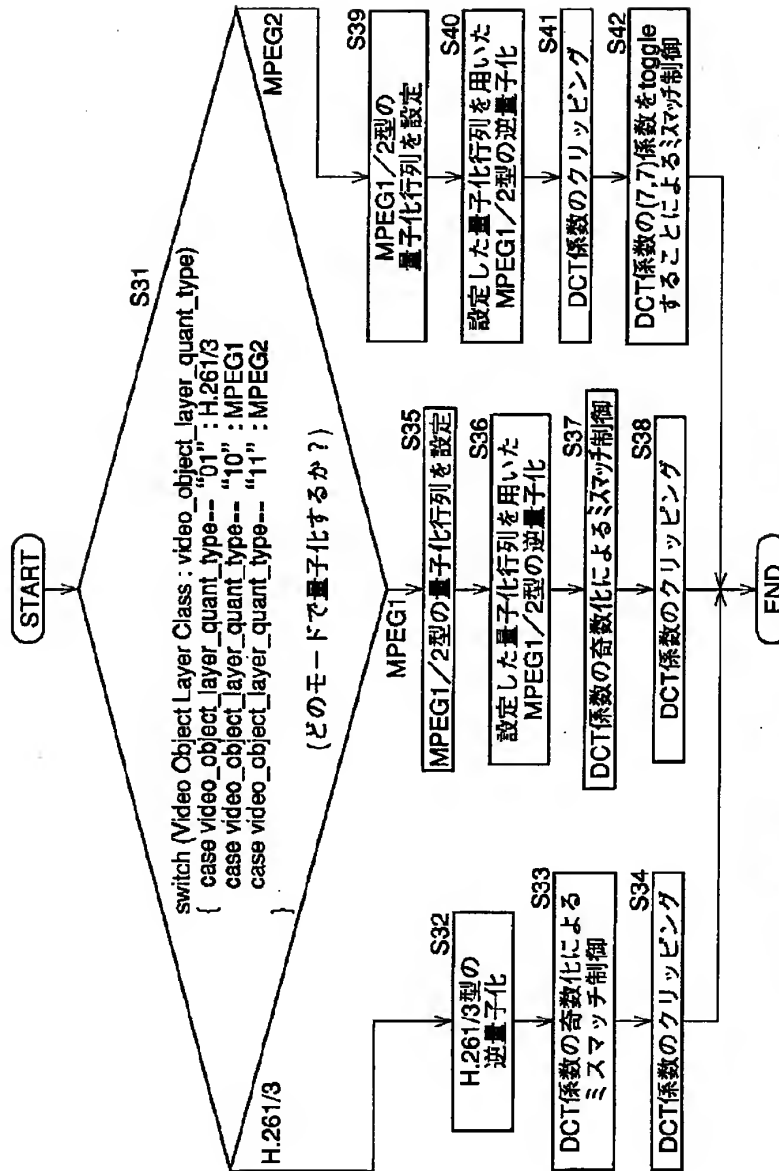 START
S31
switch (Video Object Layer Class : video_object_layer_quant_type)
{ case video_object_layer_quant_type== “01” : H.261/3
case video_object_layer_quant_type== “10” : MPEG1
case video_object_layer_quant_type== “11” : MPEG2
}
(どのモードで量子化するか?)
H.261/3
MPEG1
MPEG2
S32
H.261/3型の
逆量子化
S33
DCT係数の奇数化による
ミスマッチ制御
S34
DCT係数のクリッピング
S35
MPEG1/2型の量子化行列を設定
S36
設定した量子化行列を用いた
MPEG1/2型の逆量子化
S37
DCT係数の奇数化によるミスマッチ制御
S38
DCT係数のクリッピング
S39
MPEG1/2型の
量子化行列を設定
S40
設定した量子化行列を用いた
MPEG1/2型の逆量子化
S41
DCT係数のクリッピング
S42
DCT係数の(7,7)係数をtoggle
することによるミスマッチ制御
END